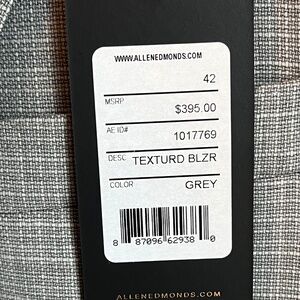 WWW.ALLENEDMONDS.COM
42
MSRP
$395.00
AE ID#
1017769
DESC TEXTURD BLZR
COLOR
GREY
8 87096 62938 0
ALLENEDMONDS.COM